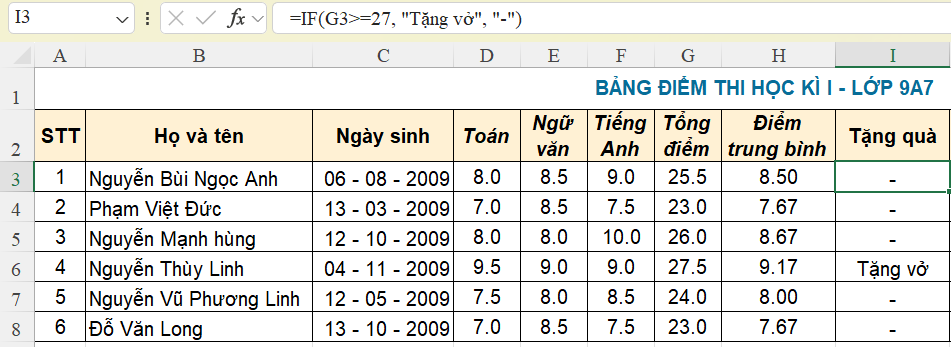 I3 fx =IF(G3>=27, "Tặng vở", "-")
A B C D E F G H I
1 BẢNG ĐIỂM THI HỌC KÌ I - LỚP 9A7
2 STT Họ và tên Ngày sinh Toán Ngữ văn Tiếng Anh Tổng điểm Điểm trung bình Tặng quà
3 1 Nguyễn Bùi Ngọc Anh 06 - 08 - 2009 8.0 8.5 9.0 25.5 8.50 -
4 2 Phạm Việt Đức 13 - 03 - 2009 7.0 8.5 7.5 23.0 7.67 -
5 3 Nguyễn Mạnh hùng 12 - 10 - 2009 8.0 8.0 10.0 26.0 8.67 -
6 4 Nguyễn Thùy Linh 04 - 11 - 2009 9.5 9.0 9.0 27.5 9.17 Tặng vở
7 5 Nguyễn Vũ Phương Linh 12 - 05 - 2009 7.5 8.0 8.5 24.0 8.00 -
8 6 Đỗ Văn Long 13 - 10 - 2009 7.0 8.5 7.5 23.0 7.67 -